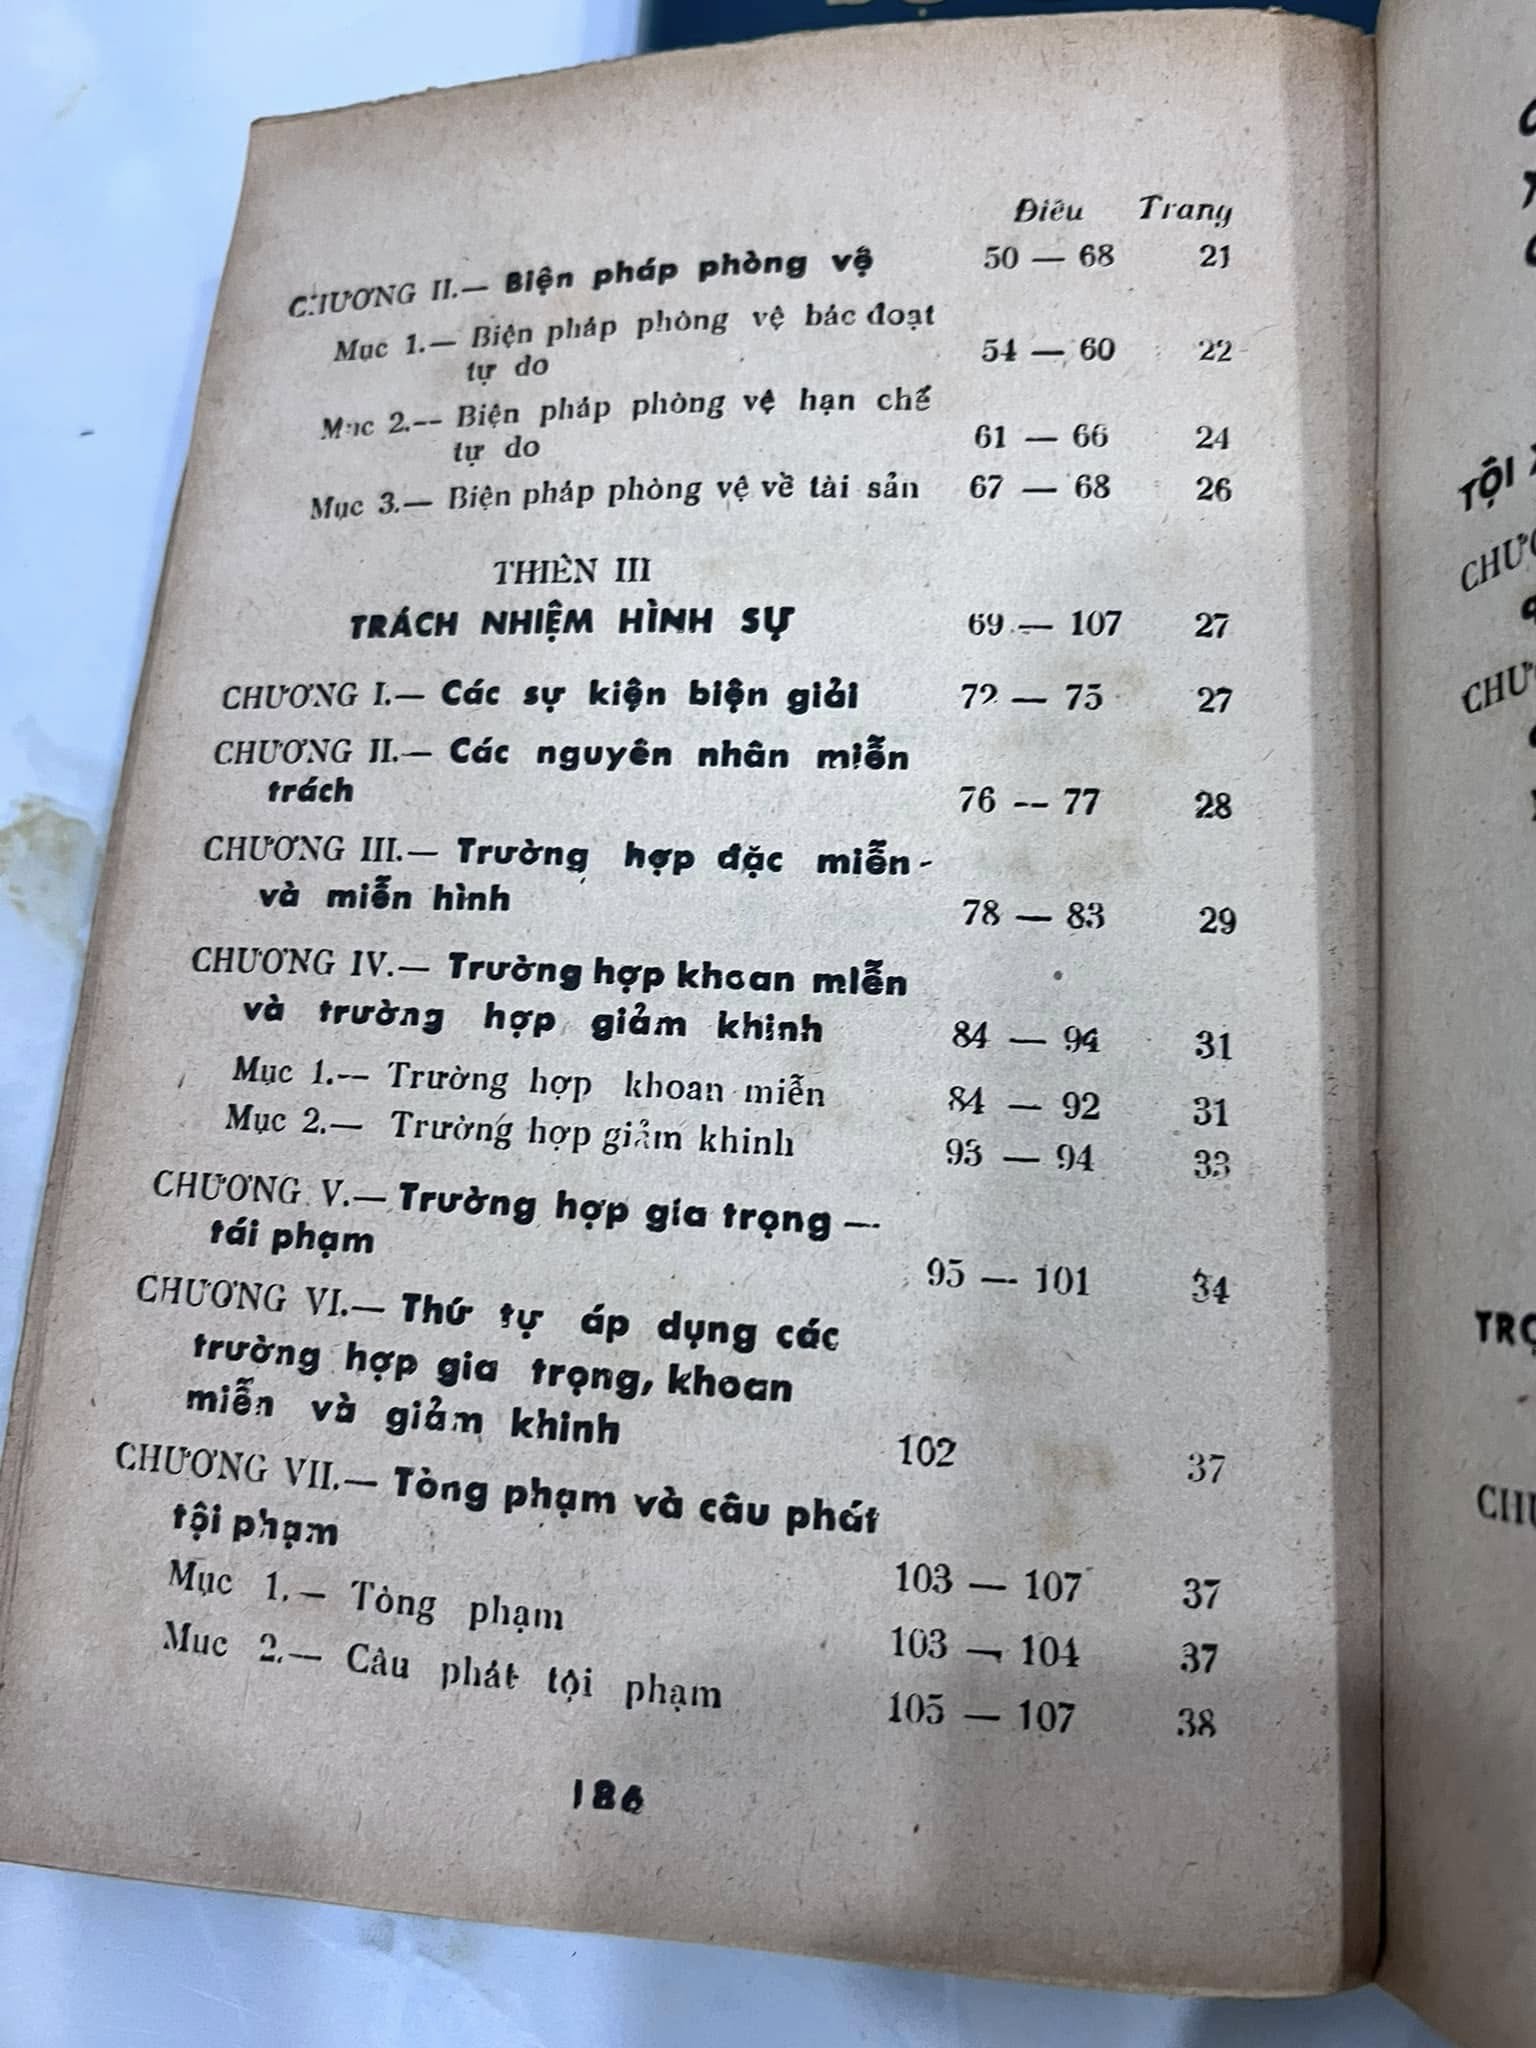 Điều Trang
CHƯƠNG II.— Biện pháp phòng vệ 50 — 68 21
Mục 1.— Biện pháp phòng vệ bác đoạt
tự do 54 — 60 22
Mục 2.— Biện pháp phòng vệ hạn chế
tự do 61 — 66 24
Mục 3.— Biện pháp phòng vệ về tài sản 67 — 68 26
THIÊN III
TRÁCH NHIỆM HÌNH SỰ 69 — 107 27
CHƯƠNG I.— Các sự kiện biện giải 72 — 75 27
CHƯƠNG II.— Các nguyên nhân miễn
trách 76 -- 77 28
CHƯƠNG III.— Trường hợp đặc miễn -
và miễn hình 78 — 83 29
CHƯƠNG IV.— Trường hợp khoan miễn
và trường hợp giảm khinh 84 — 94 31
Mục 1.-- Trường hợp khoan miễn 84 — 92 31
Mục 2.— Trường hợp giảm khinh 93 — 94 33
CHƯƠNG V.— Trường hợp gia trọng —
tái phạm 95 — 101 34
CHƯƠNG VI.— Thứ tự áp dụng các
trường hợp gia trọng, khoan
miễn và giảm khinh 102 37
CHƯƠNG VII.— Tòng phạm và câu phát
tội phạm 103 — 107 37
Mục 1.— Tòng phạm 103 — 104 37
Muc 2.— Câu phát tội phạm 105 — 107 38
186
TỘI